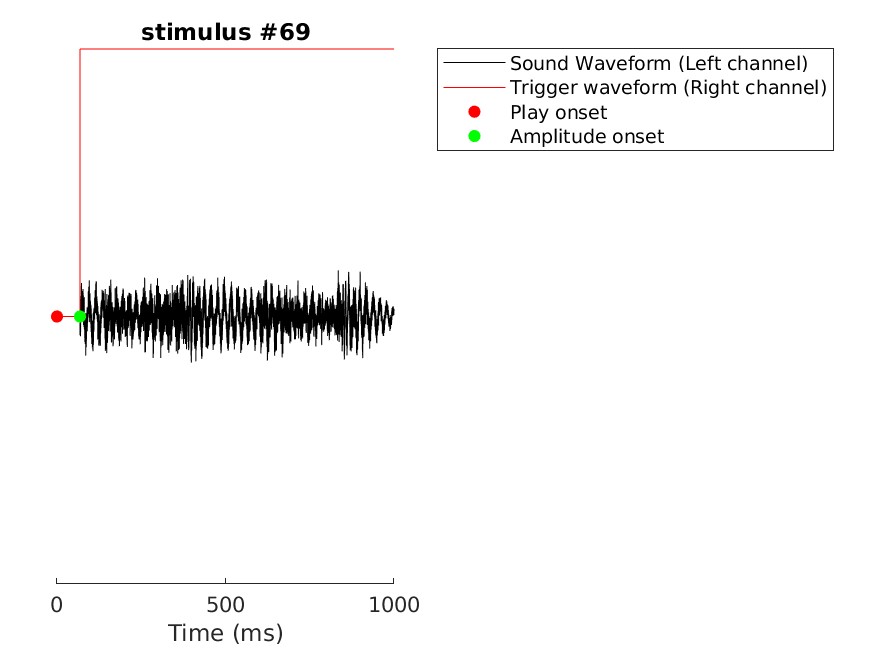 stimulus #69
Sound Waveform (Left channel)
Trigger waveform (Right channel)
Play onset
Amplitude onset
0 500 1000
Time (ms)